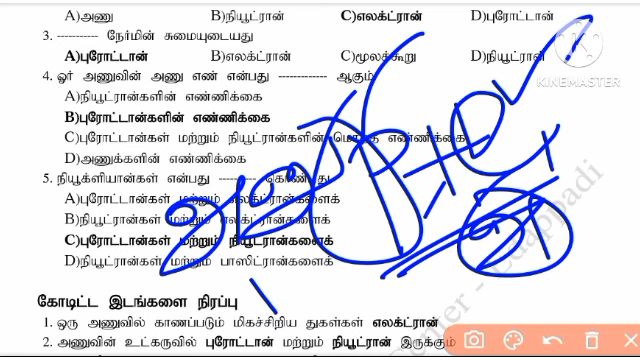 A)அணு B)நியூட்ரான் C)எலக்ட்ரான் D)புரோட்டான்
3. ----------- நேர்மின் சுமையுடையது
A)புரோட்டான் B)எலக்ட்ரான் C)மூலக்கூறு D)நியூட்ரான்
KINEMASTER
4. ஓர் அணுவின் அணு எண் என்பது ------------- ஆகும்
A)நியூட்ரான்களின் எண்ணிக்கை
B)புரோட்டான்களின் எண்ணிக்கை
C)புரோட்டான்கள் மற்றும் நியூட்ரான்களின் எண்ணிக்கை
D)அணுக்களின் எண்ணிக்கை
5. நியூக்ளியான்கள் என்பது ----------
A)புரோட்டான்கள் மற்றும் எலக்ட்ரான்களைக்
B)நியூட்ரான்கள் மற்றும் எலக்ட்ரான்களைக்
C)புரோட்டான்கள் மற்றும் நியூட்ரான்களைக்
D)நியூட்ரான்கள் மற்றும் பாஸிட்ரான்களைக்
கோடிட்ட இடங்களை நிரப்பு
1. ஒரு அணுவில் காணப்படும் மிகச்சிறிய துகள்கள் எலக்ட்ரான்
2. அணுவின் உட்கருவில் புரோட்டான் மற்றும் நியூட்ரான் இருக்கும்